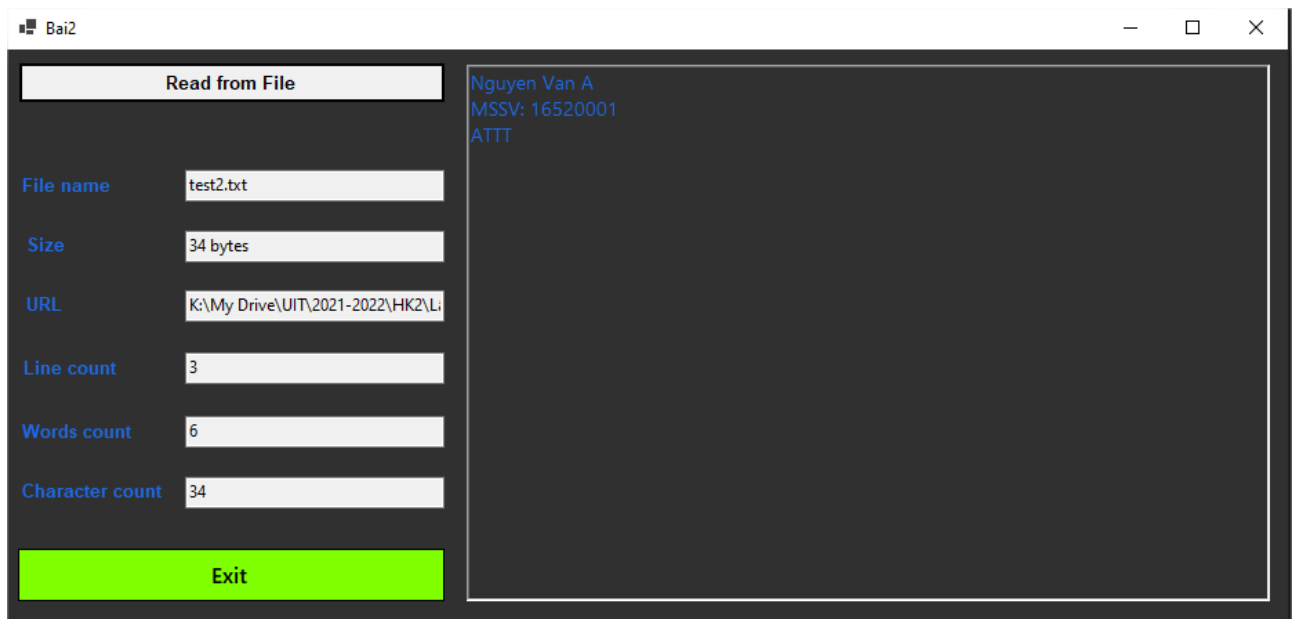 Bai2
Read from File
File name
test2.txt
Size
34 bytes
URL
K:\My Drive\UIT\2021-2022\HK2\L
Line count
3
Words count
6
Character count
34
Exit
Nguyen Van A
MSSV: 16520001
ATTT